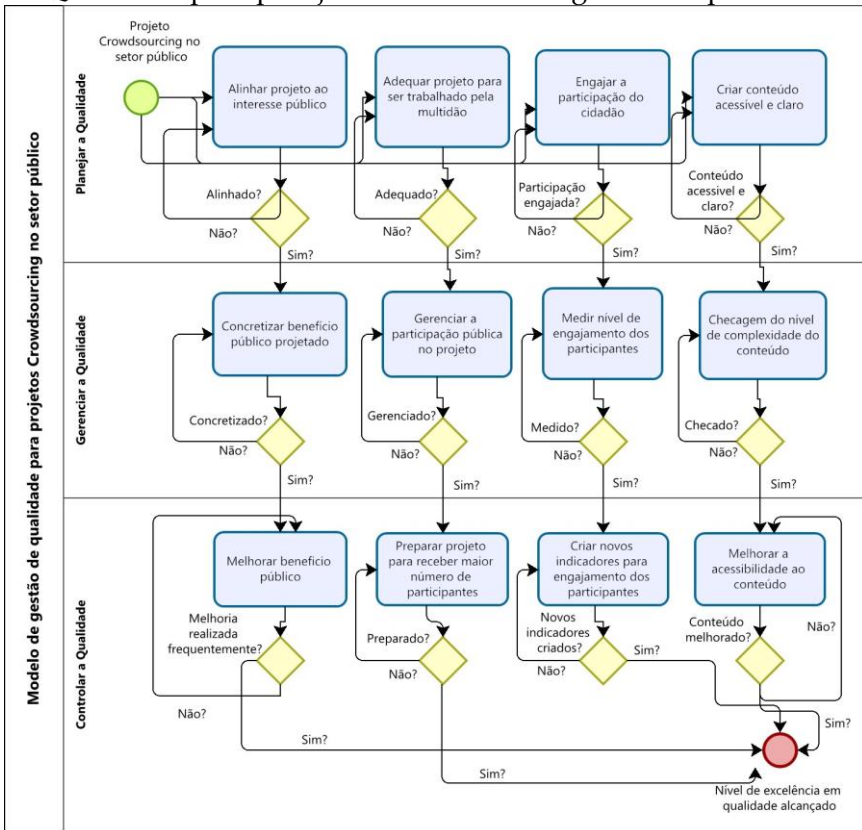 Modelo de gestão de qualidade para projetos Crowdsourcing no setor público
Planejar a Qualidade
Projeto
Crowdsourcing no
setor público
Alinhar projeto ao
interesse público
Adequar projeto para
ser trabalhado pela
multidão
Engajar a
participação do
cidadão
Criar conteúdo
acessível e claro
Alinhado?
Não?
Sim?
Adequado?
Não?
Sim?
Participação
engajada?
Não?
Sim?
Conteúdo
acessivel e
claro?
Não?
Sim?
Gerenciar a Qualidade
Concretizar benefício
público projetado
Gerenciar a
participação pública
no projeto
Medir nível de
engajamento dos
participantes
Checagem do nível
de complexidade do
conteúdo
Concretizado?
Não?
Sim?
Gerenciado?
Não?
Sim?
Medido?
Não?
Sim?
Checado?
Não?
Sim?
Controlar a Qualidade
Melhorar benefício
público
Preparar projeto
para receber maior
número de
participantes
Criar novos
indicadores para
engajamento dos
participantes
Melhorar a
acessibilidade ao
conteúdo
Melhoria
realizada
frequentemente?
Não?
Sim?
Preparado?
Não?
Sim?
Novos
indicadores
criados?
Não?
Sim?
Conteúdo
melhorado?
Não?
Sim?
Nível de excelência em
qualidade alcançado